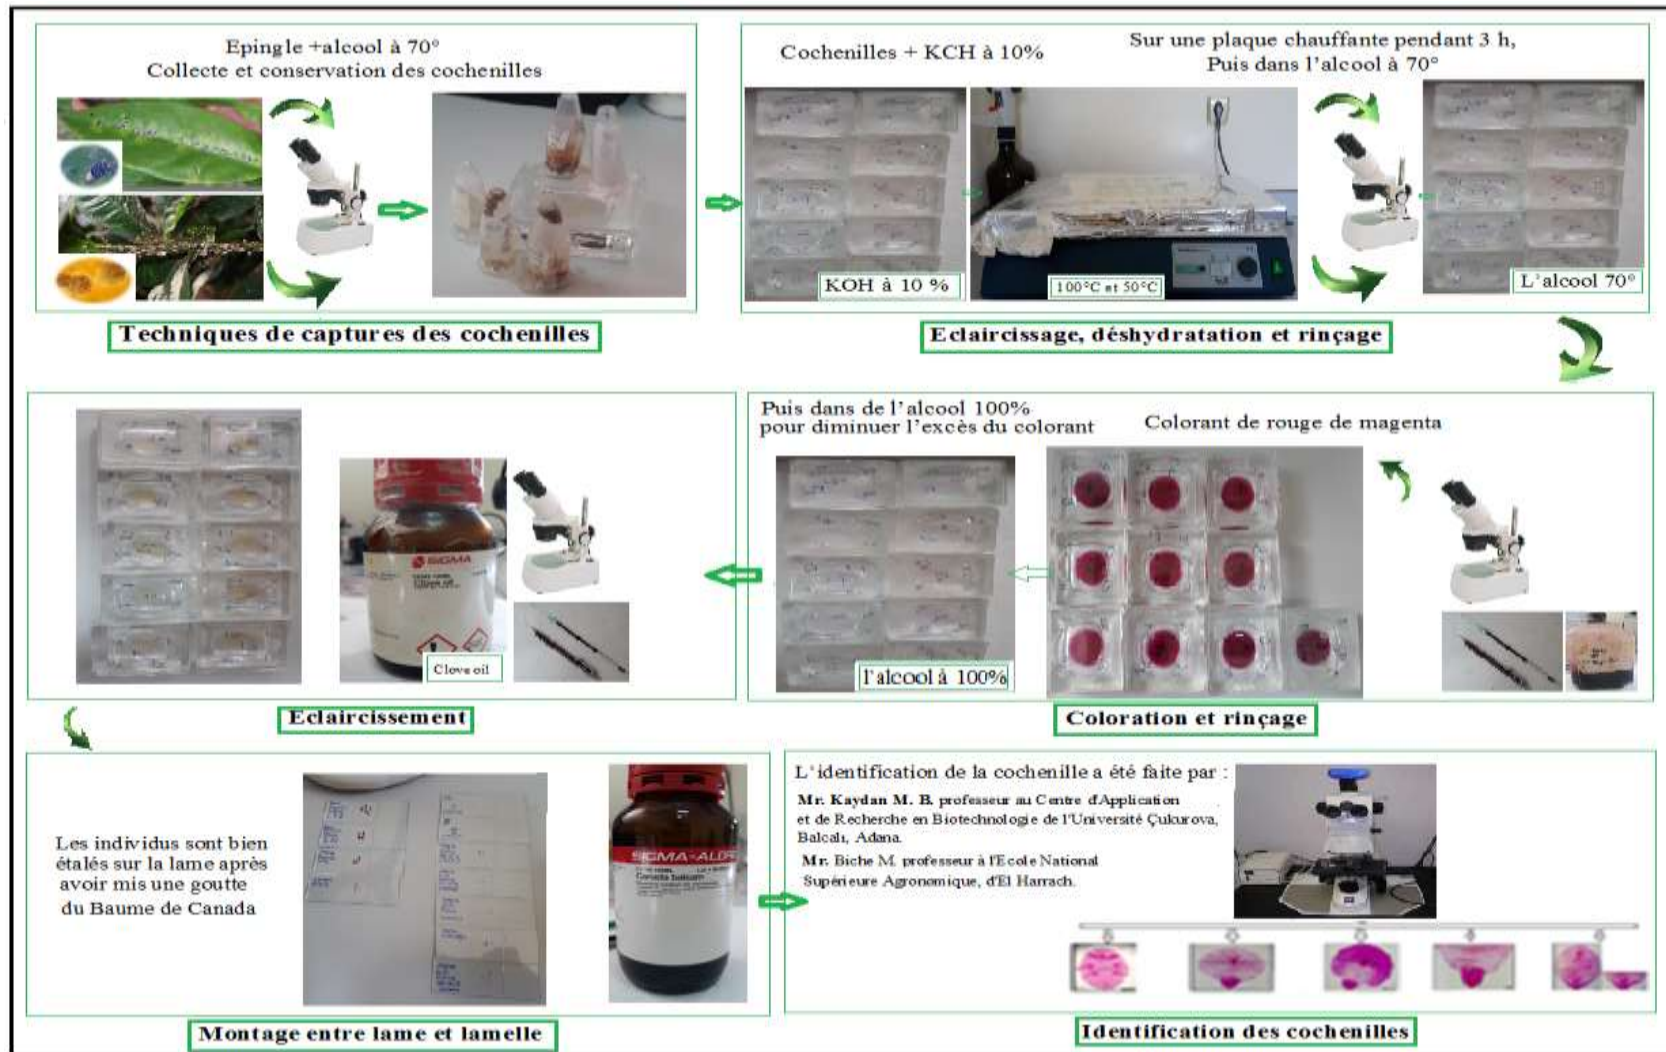 Epingle +alcool à 70°
Collecte et conservation des cochenilles
Techniques de captures des cochenilles
Cochenilles + KCH à 10%
Sur une plaque chauffante pendant 3 h,
Puis dans l'alcool à 70°
KOH à 10 %
100°C et 50°C
L'alcool 70°
Eclaircissage, déshydratation et rinçage
Puis dans de l'alcool 100%
pour diminuer l'excès du colorant
Colorant de rouge de magenta
l'alcool à 100%
Coloration et rinçage
SIGMA
Clove oil
Clove oil
Eclaircissement
Les individus sont bien
étalés sur la lame après
avoir mis une goutte
du Baume de Canada
SIGMA-ALDR
Canada balsam
Montage entre lame et lamelle
L'identification de la cochenille a été faite par :
Mr. Kaydan M. B. professeur au Centre d'Application
et de Recherche en Biotechnologie de l'Université Çukurova,
Balcalı, Adana.
Mr. Biche M. professeur à l'Ecole National
Supérieure Agronomique, d'El Harrach.
Identification des cochenilles